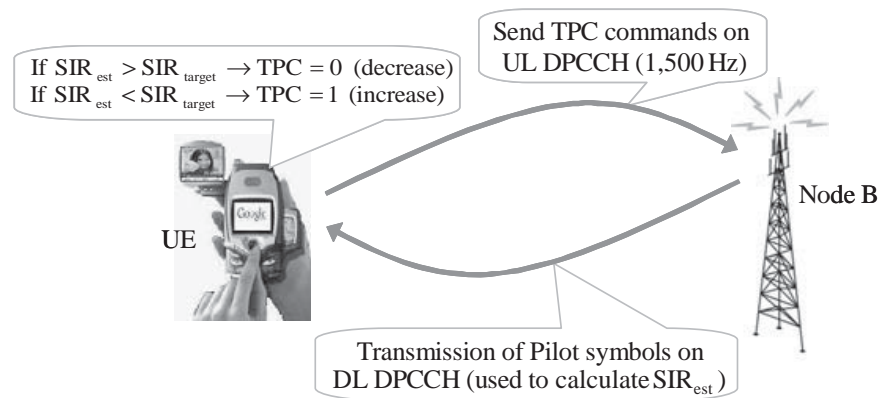 Send TPC commands on
UL DPCCH (1,500 Hz)
If SIR est > SIR target → TPC = 0 (decrease)
If SIR est < SIR target → TPC = 1 (increase)
Google
UE
Node B
Transmission of Pilot symbols on
DL DPCCH (used to calculate SIR est)